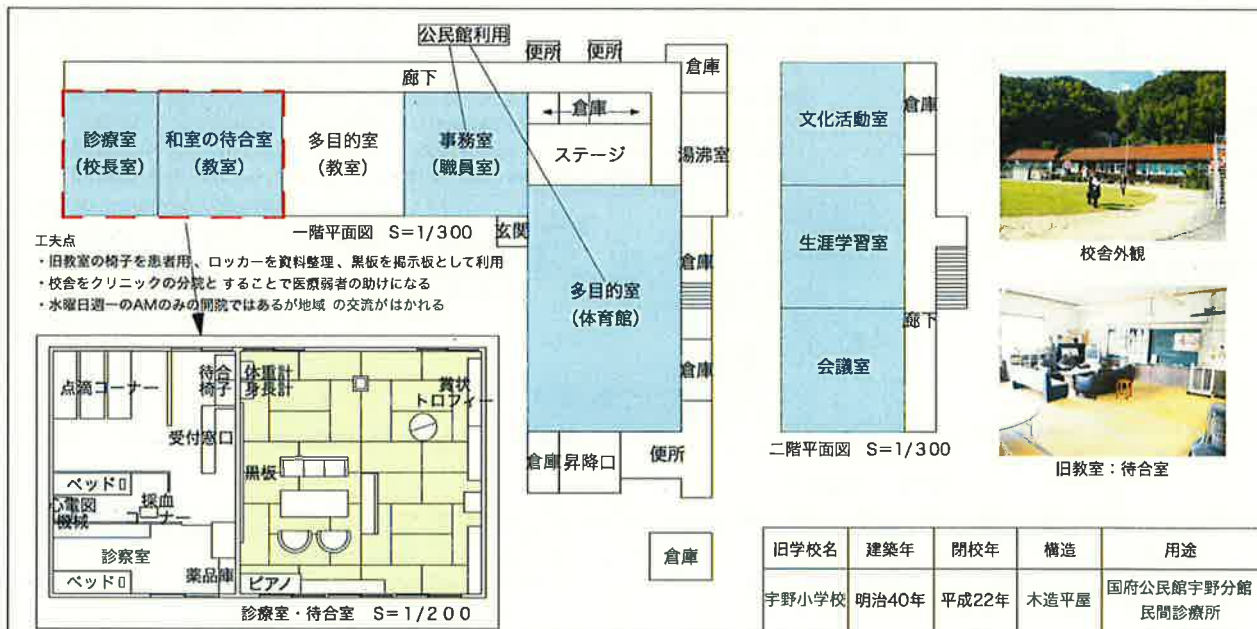 公民館利用
便所
便所
倉庫
廊下
倉庫
診療室
(校長室)
和室の待合室
(教室)
多目的室
(教室)
事務室
(職員室)
ステージ
湯沸室
玄関
一階平面図 S=1/300
倉庫
多目的室
(体育館)
倉庫
倉庫
昇降口
便所
倉庫
工夫点
・旧教室の椅子を患者用、ロッカーを資料整理、黒板を掲示板として利用
・校舎をクリニックの分院とすることで医療弱者の助けになる
・水曜日週一のAMのみの開院ではあるが地域の交流がはかれる
点滴コーナー
待合
椅子
体重計
身長計
賞状
トロフィー
受付窓口
黒板
ベッド
心電図
機械
採血
コーナー
診察室
ベッド
薬品庫
ピアノ
診療室・待合室 S=1/200
文化活動室
倉庫
生涯学習室
廊下
会議室
二階平面図 S=1/300
校舎外観
旧教室:待合室
旧学校名 建築年 閉校年 構造 用途
宇野小学校 明治40年 平成22年 木造平屋 国府公民館宇野分館
民間診療所